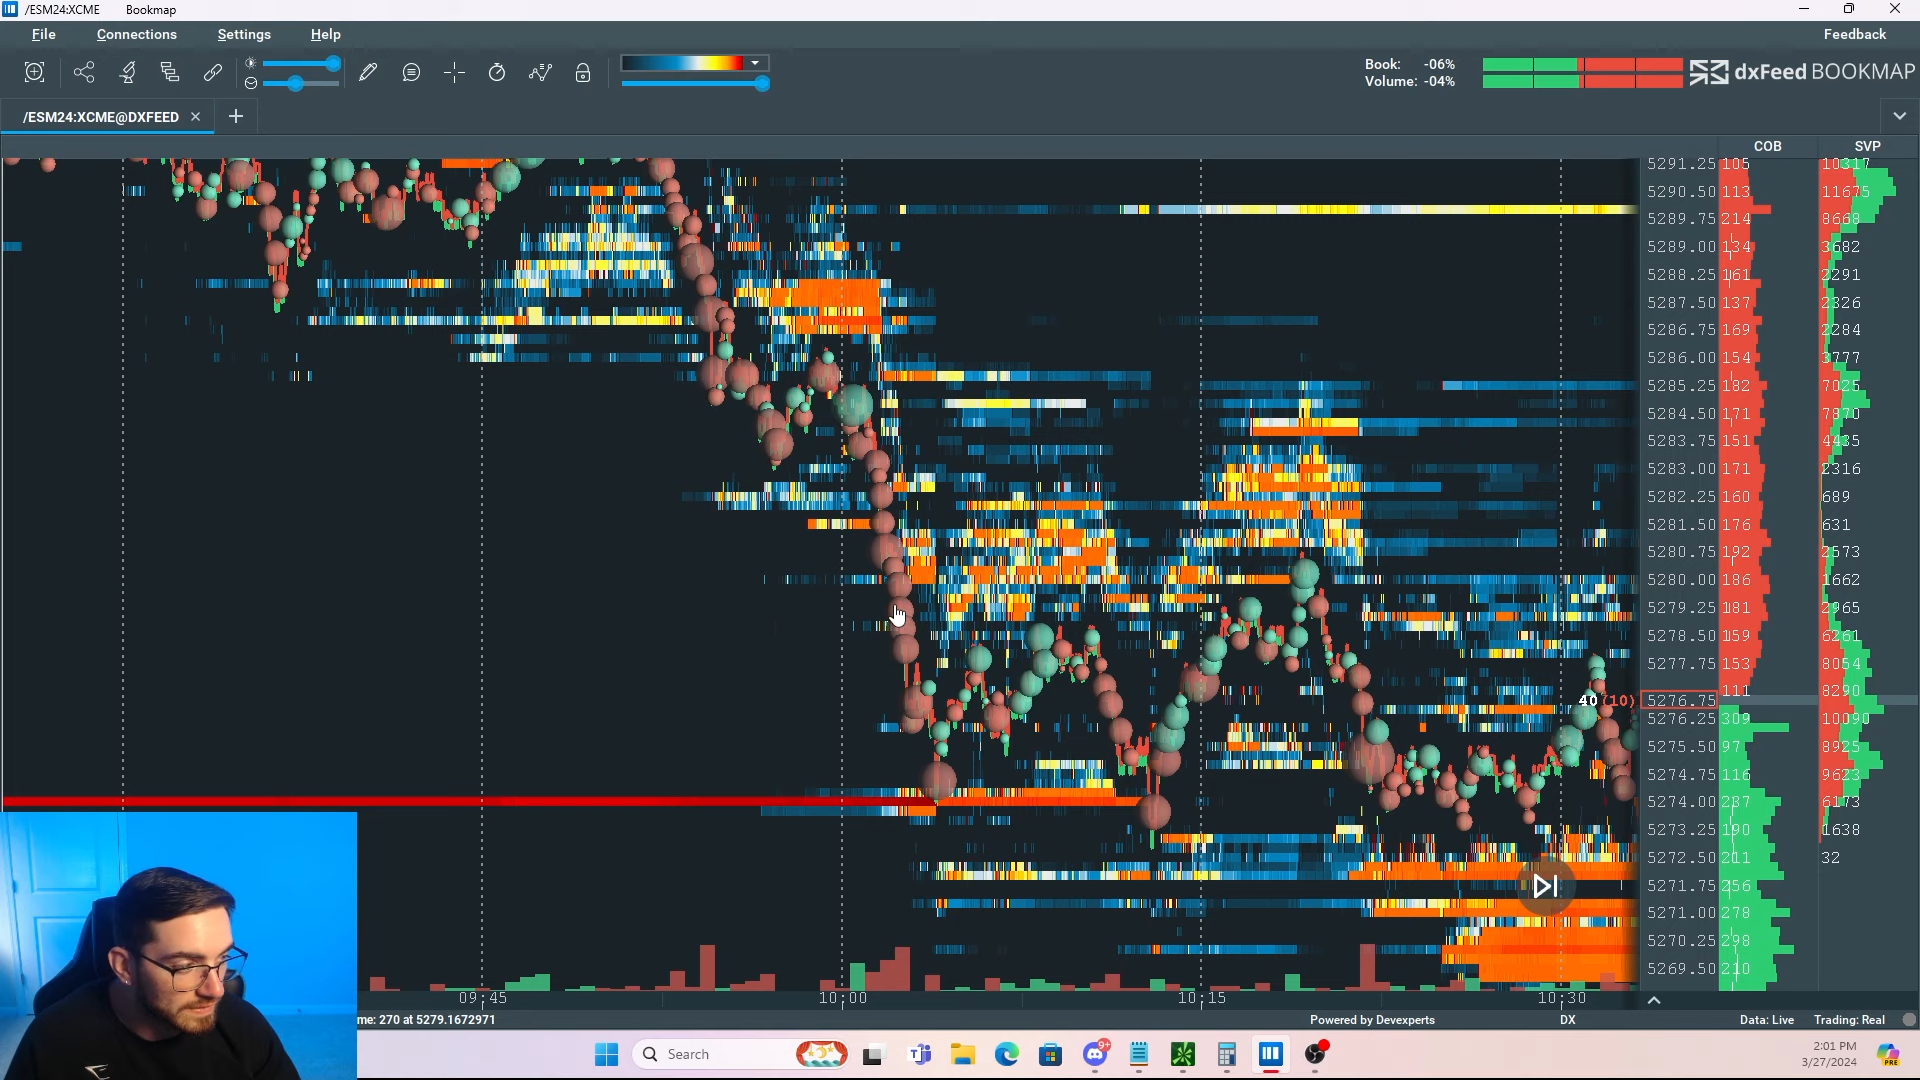 /ESM24:XCME Bookmap
File Connections Settings Help Feedback
Book: -06%
Volume: -04%
dxFeed BOOKMAP
/ESM24:XCME@DXFEED
COB SVP
5291.25 105 10317
5290.50 113 11675
5289.75 214 8668
5289.00 134 3682
5288.25 161 2291
5287.50 137 2326
5286.75 169 2284
5286.00 154 3777
5285.25 182 7025
5284.50 171 7870
5283.75 151 4435
5283.00 171 2316
5282.25 160 689
5281.50 176 631
5280.75 192 2573
5280.00 186 1662
5279.25 181 2965
5278.50 159 6261
5277.75 153 8054
111 8290
40 (10) 5276.75
5276.25 309 10090
5275.50 97 8925
5274.75 116 9623
5274.00 237 6173
5273.25 190 1638
5272.50 211 32
5271.75 256
5271.00 278
5270.25 298
5269.50 210
09:45 10:00 10:15 10:30
me: 270 at 5279.1672971 Powered by Devexperts DX Data: Live Trading: Real
Search
9+
PRE
2:01 PM
3/27/2024